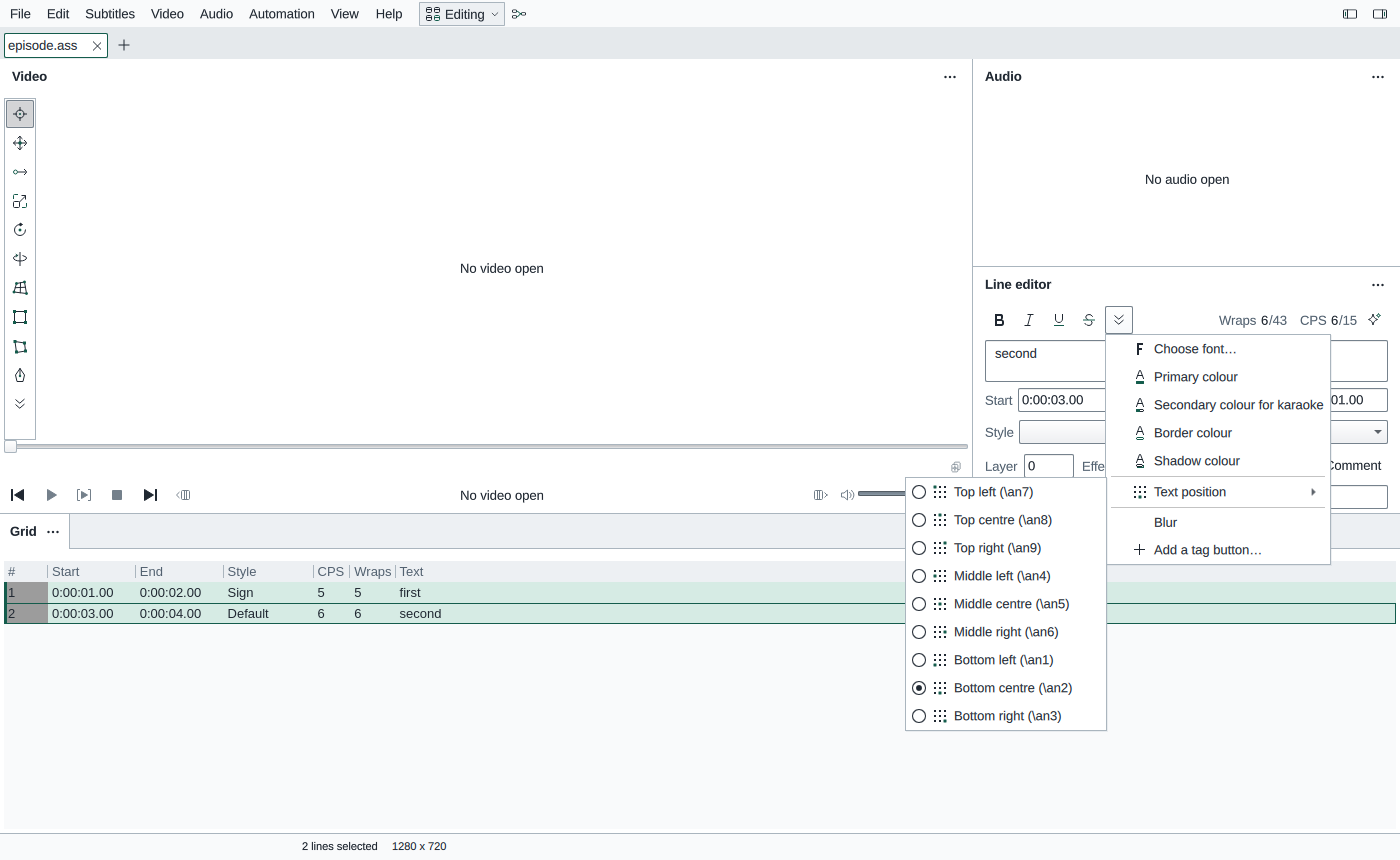 File Edit Subtitles Video Audio Automation View Help Editing
episode.ass
Video
Audio
No audio open
No video open
Line editor
B I U S Wraps 6/43 CPS 6/15
second
Choose font…
Primary colour
Start 0:00:03.00
Secondary colour for karaoke
01.00
Style
Border colour
Layer 0 Effe
Shadow colour
Comment
No video open
Text position
Blur
Add a tag button…
Top left (\an7)
Top centre (\an8)
Top right (\an9)
Middle left (\an4)
Middle centre (\an5)
Middle right (\an6)
Bottom left (\an1)
Bottom centre (\an2)
Bottom right (\an3)
Grid
# Start End Style CPS Wraps Text
1 0:00:01.00 0:00:02.00 Sign 5 5 first
2 0:00:03.00 0:00:04.00 Default 6 6 second
2 lines selected 1280 x 720